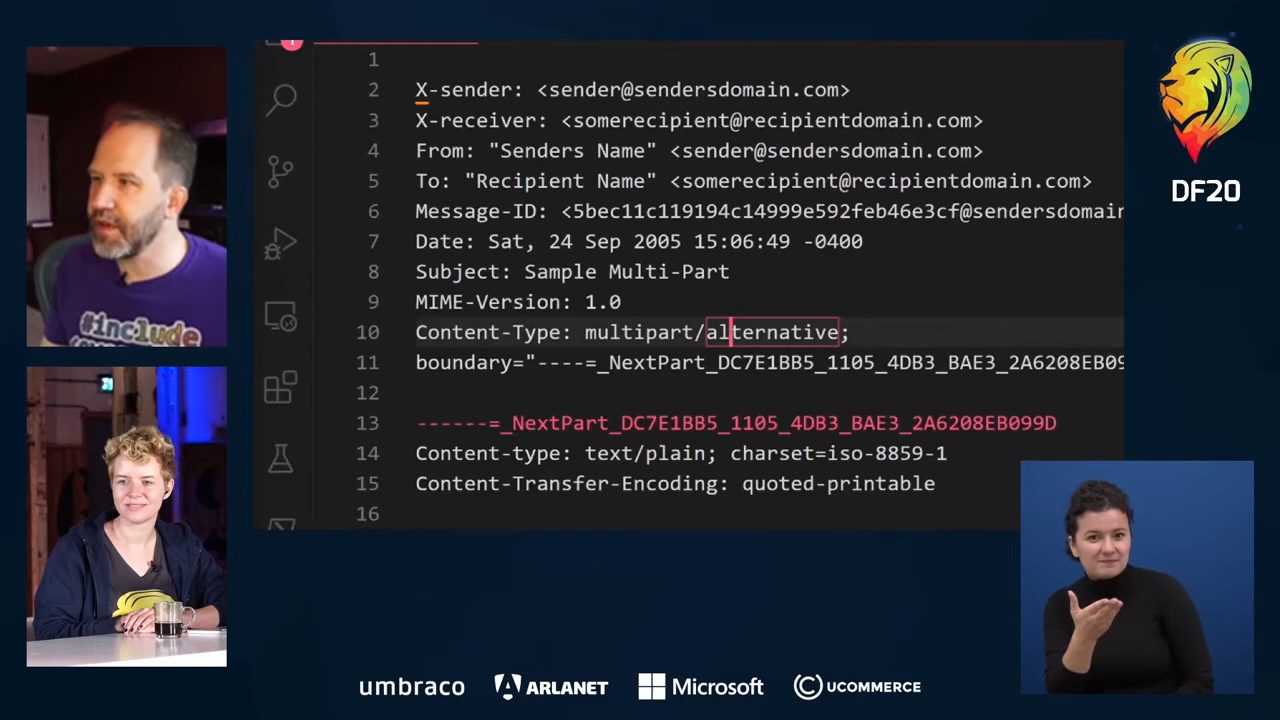 #include
1
2 X-sender: <sender@sendersdomain.com>
3 X-receiver: <somerecipient@recipientdomain.com>
4 From: "Senders Name" <sender@sendersdomain.com>
5 To: "Recipient Name" <somerecipient@recipientdomain.com>
6 Message-ID: <5bec11c119194c14999e592feb46e3cf@sendersdomain
7 Date: Sat, 24 Sep 2005 15:06:49 -0400
8 Subject: Sample Multi-Part
9 MIME-Version: 1.0
10 Content-Type: multipart/alternative;
11 boundary="----=_NextPart_DC7E1BB5_1105_4DB3_BAE3_2A6208EB09
12
13 ------=_NextPart_DC7E1BB5_1105_4DB3_BAE3_2A6208EB099D
14 Content-type: text/plain; charset=iso-8859-1
15 Content-Transfer-Encoding: quoted-printable
16
DF20
umbraco ARLANET Microsoft UCOMMERCE